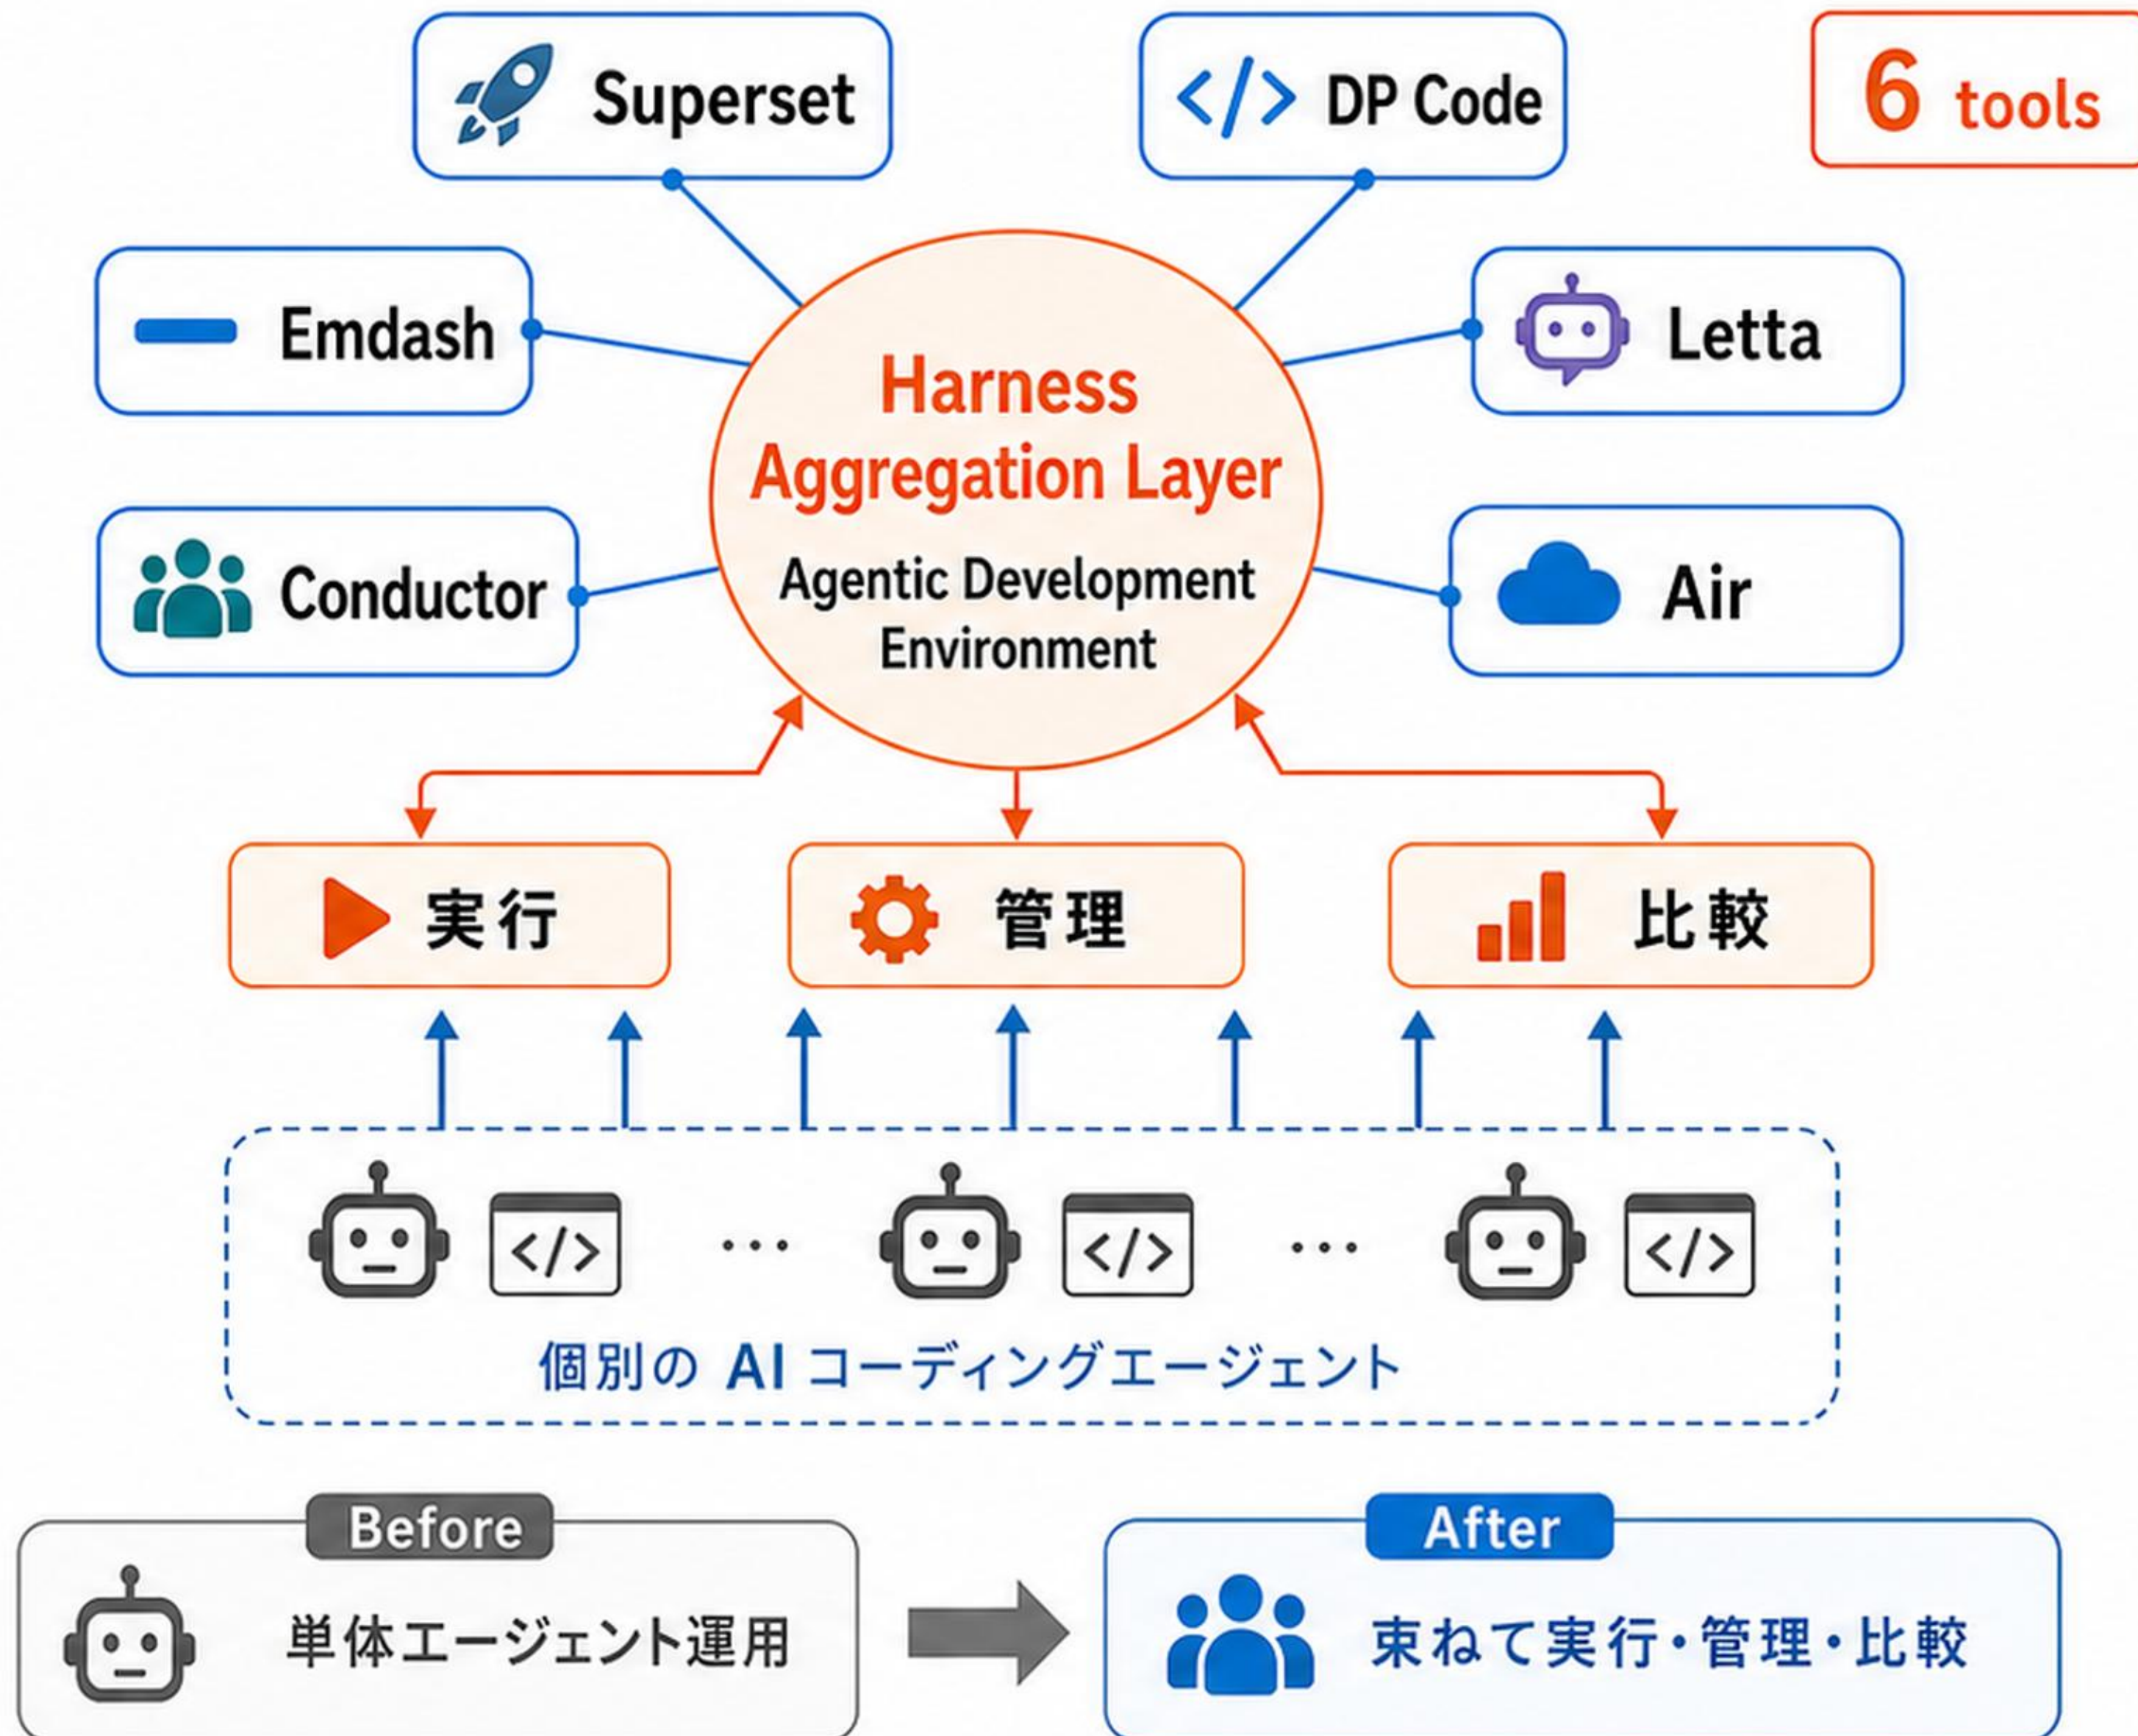 Superset
DP Code
6 tools
Emdash
Letta
Harness
Aggregation Layer
Agentic Development
Environment
Conductor
Air
実行
管理
比較
個別の AI コーディングエージェント
Before
単体エージェント運用
After
束ねて実行・管理・比較